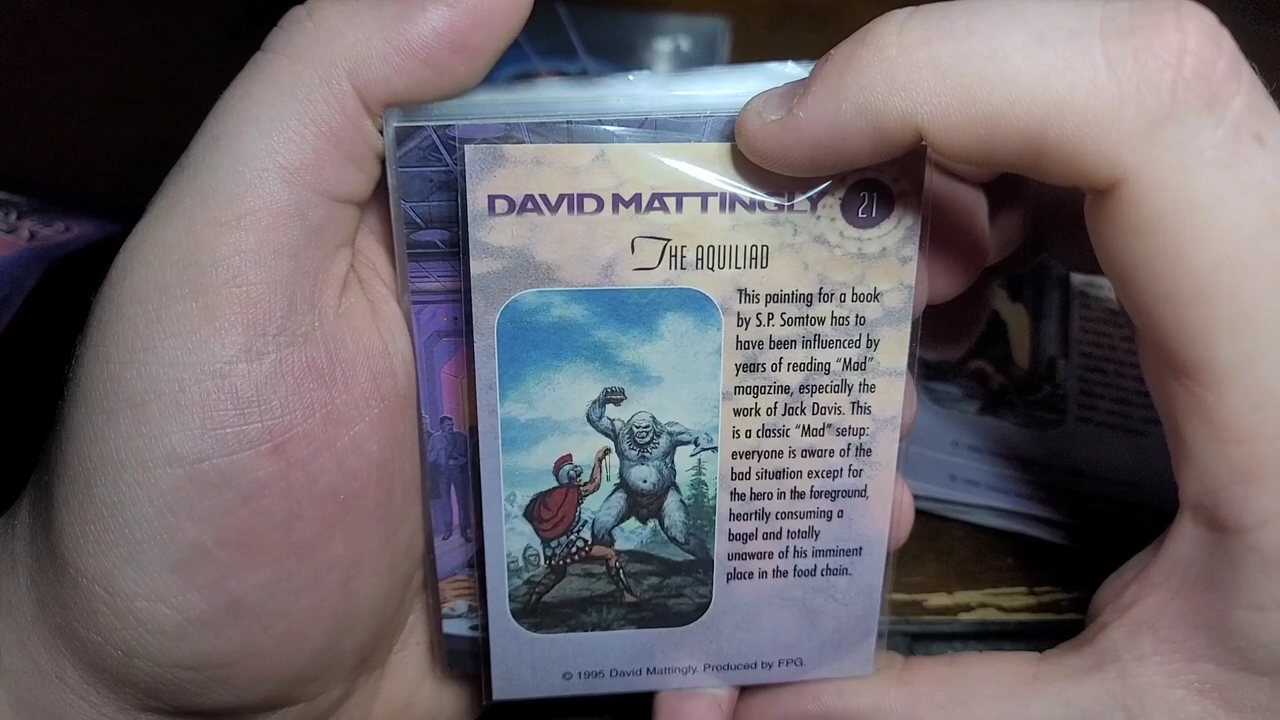 DAVID MATTINGLY
21
THE AQUILIAD
This painting for a book
by S.P. Somtow has to
have been influenced by
years of reading “Mad”
magazine, especially the
work of Jack Davis. This
is a classic “Mad” setup:
everyone is aware of the
bad situation except for
the hero in the foreground,
heartily consuming a
bagel and totally
unaware of his imminent
place in the food chain.
© 1995 David Mattingly. Produced by FPG.